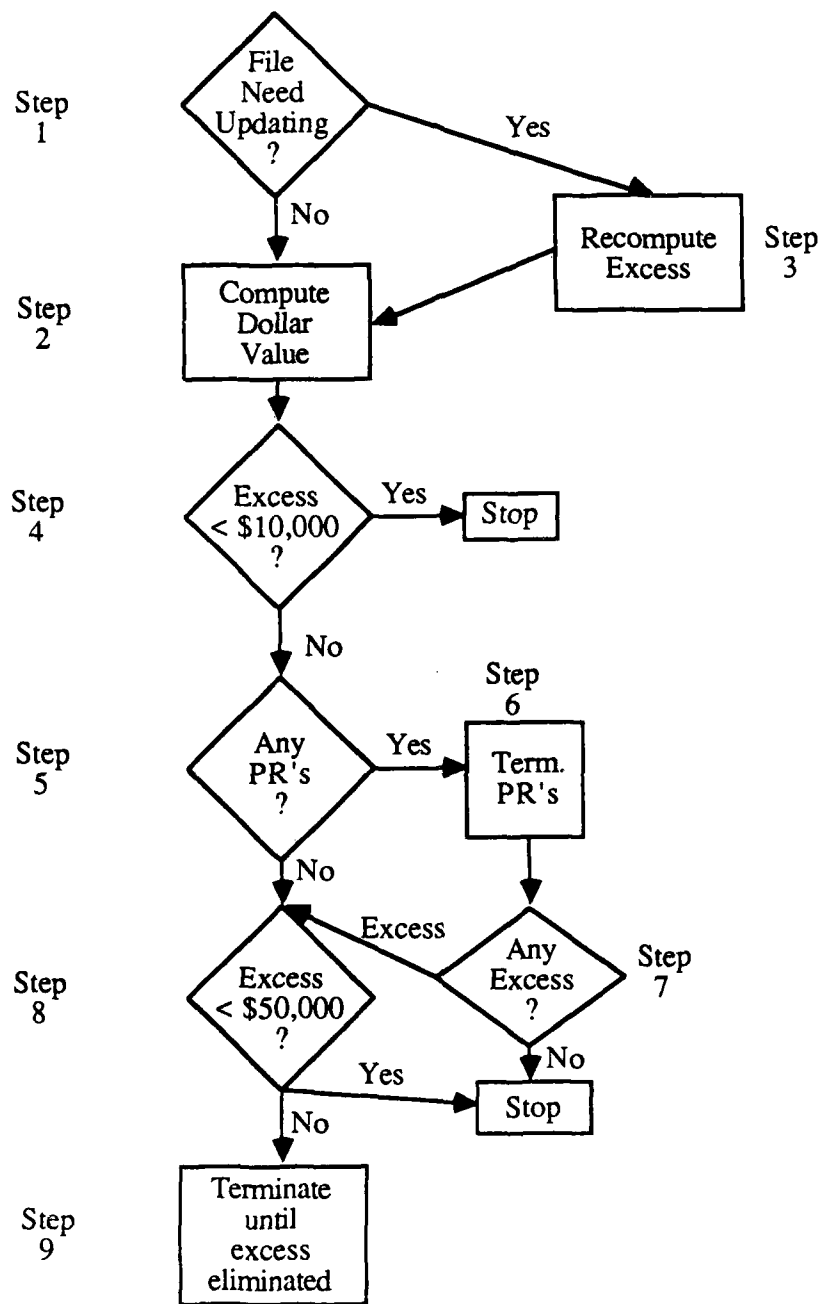 Step
1
File
Need
Updating
?
Yes
No
Recompute
Excess
Step
3
Step
2
Compute
Dollar
Value
Step
4
Excess
< $10,000
?
Yes
Stop
No
Step
5
Any
PR's
?
Yes
Step
6
Term.
PR's
No
Excess
Step
8
Excess
< $50,000
?
Any
Excess
?
Step
7
Yes
No
Stop
No
Step
9
Terminate
until
excess
eliminated